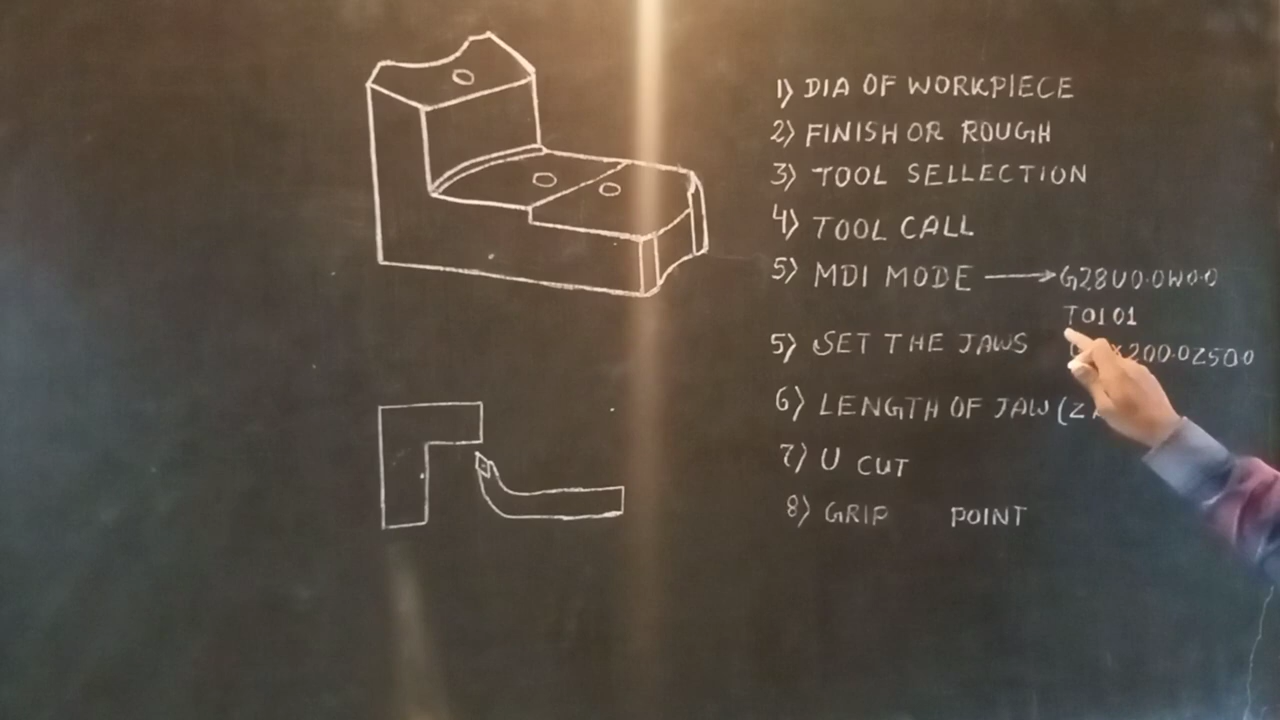 1) DIA OF WORKPIECE
2) FINISH OR ROUGH
3) TOOL SELLECTION
4) TOOL CALL
5) MDI MODE → G28U0.0W0.0
T0101
5) SET THE JAWS X200.0Z50.0
6) LENGTH OF JAW (Z
7) U CUT
8) GRIP POINT